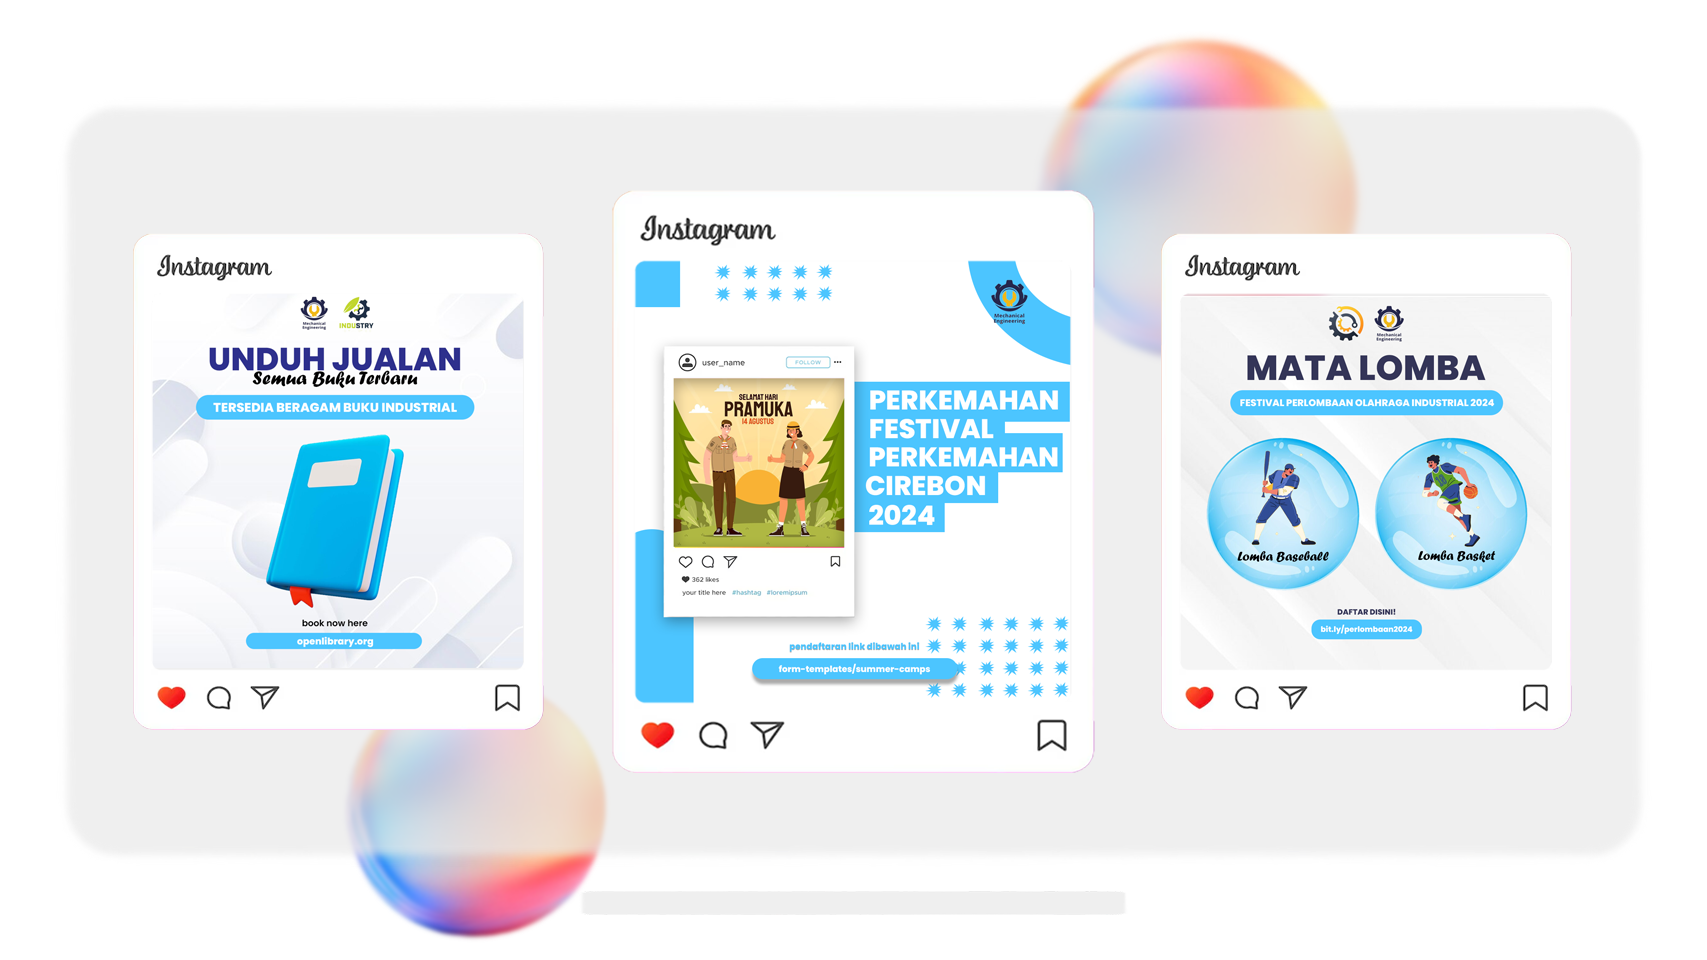 Instagram
Mechanical
Engineering
INDUSTRY
UNDUH JUALAN
Semua Buku Terbaru
TERSEDIA BERAGAM BUKU INDUSTRIAL
book now here
openlibrary.org
Instagram
Mechanical
Engineering
user_name
FOLLOW
SELAMAT HARI
PRAMUKA
14 AGUSTUS
362 likes
your title here #hashtag #loremipsum
PERKEMAHAN
FESTIVAL
PERKEMAHAN
CIREBON
2024
pendaftaran link dibawah ini
form-templates/summer-camps
Instagram
Mechanical
Engineering
MATA LOMBA
FESTIVAL PERLOMBAAN OLAHRAGA INDUSTRIAL 2024
Lomba Baseball
Lomba Basket
DAFTAR DISINI!
bit.ly/perlombaan2024